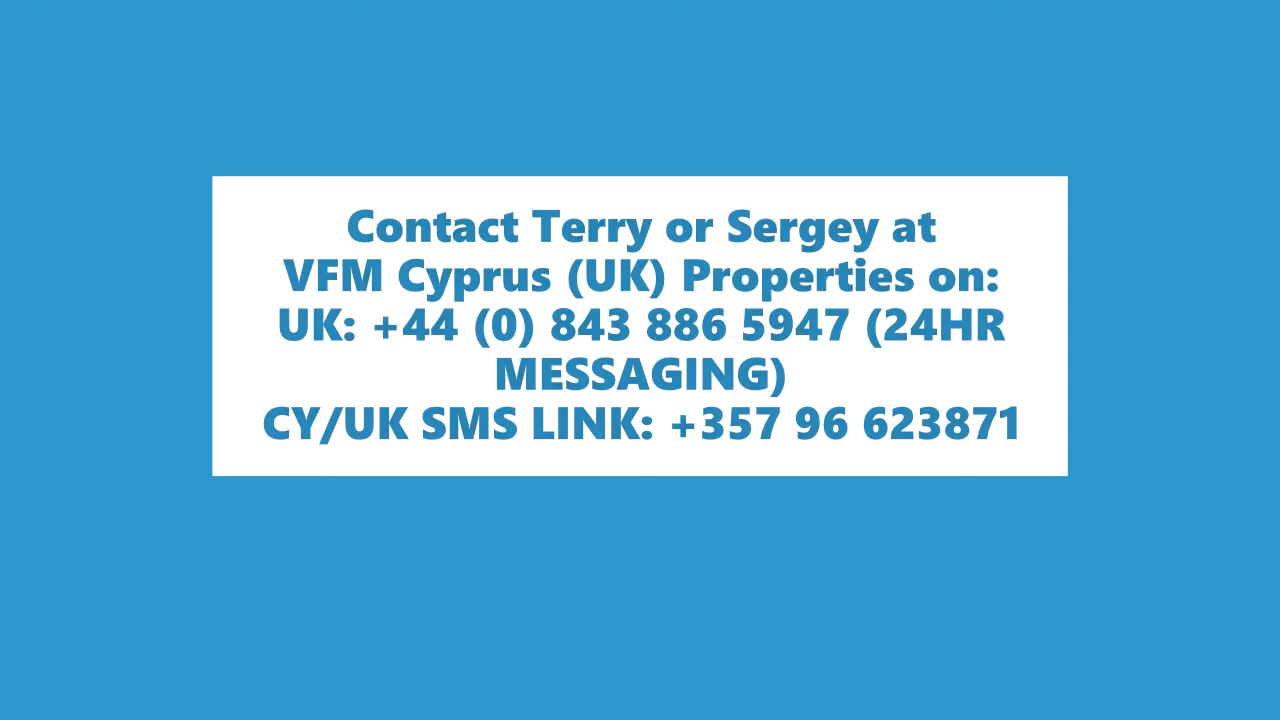 Contact Terry or Sergey at
VFM Cyprus (UK) Properties on:
UK: +44 (0) 843 886 5947 (24HR
MESSAGING)
CY/UK SMS LINK: +357 96 623871